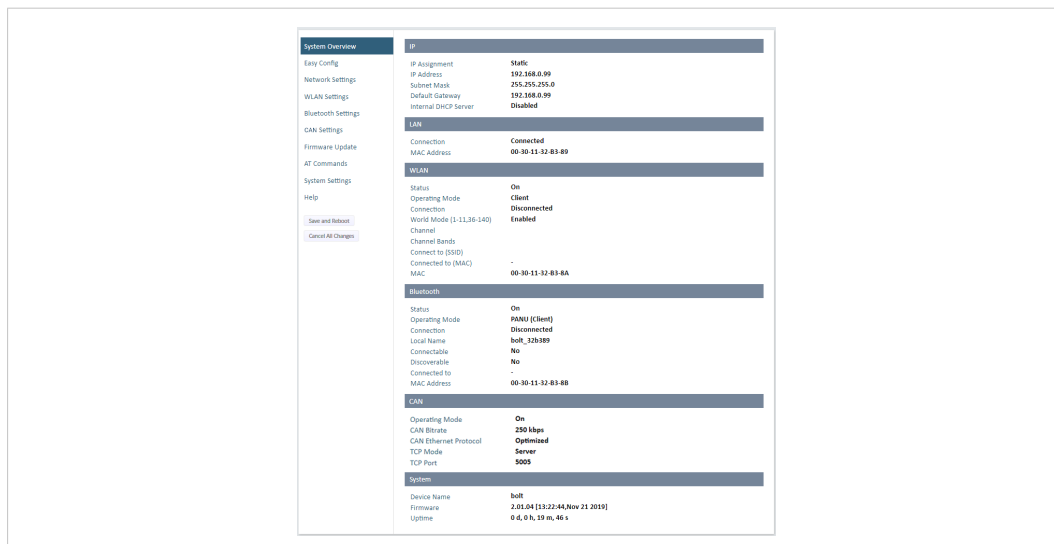 System Overview
Easy Config
Network Settings
WLAN Settings
Bluetooth Settings
CAN Settings
Firmware Update
AT Commands
System Settings
Help
Save and Reboot
Cancel All Changes
IP
IP Assignment Static
IP Address 192.168.0.99
Subnet Mask 255.255.255.0
Default Gateway 192.168.0.99
Internal DHCP Server Disabled
LAN
Connection Connected
MAC Address 00-30-11-32-B3-89
WLAN
Status On
Operating Mode Client
Connection Disconnected
World Mode (1-11,36-140) Enabled
Channel
Channel Bands
Connect to (SSID)
Connected to (MAC) -
MAC 00-30-11-32-B3-8A
Bluetooth
Status On
Operating Mode PANU (Client)
Connection Disconnected
Local Name bolt_32b389
Connectable No
Discoverable No
Connected to -
MAC Address 00-30-11-32-B3-8B
CAN
Operating Mode On
CAN Bitrate 250 kbps
CAN Ethernet Protocol Optimized
TCP Mode Server
TCP Port 5005
System
Device Name bolt
Firmware 2.01.04 [13:22:44,Nov 21 2019]
Uptime 0 d, 0 h, 19 m, 46 s